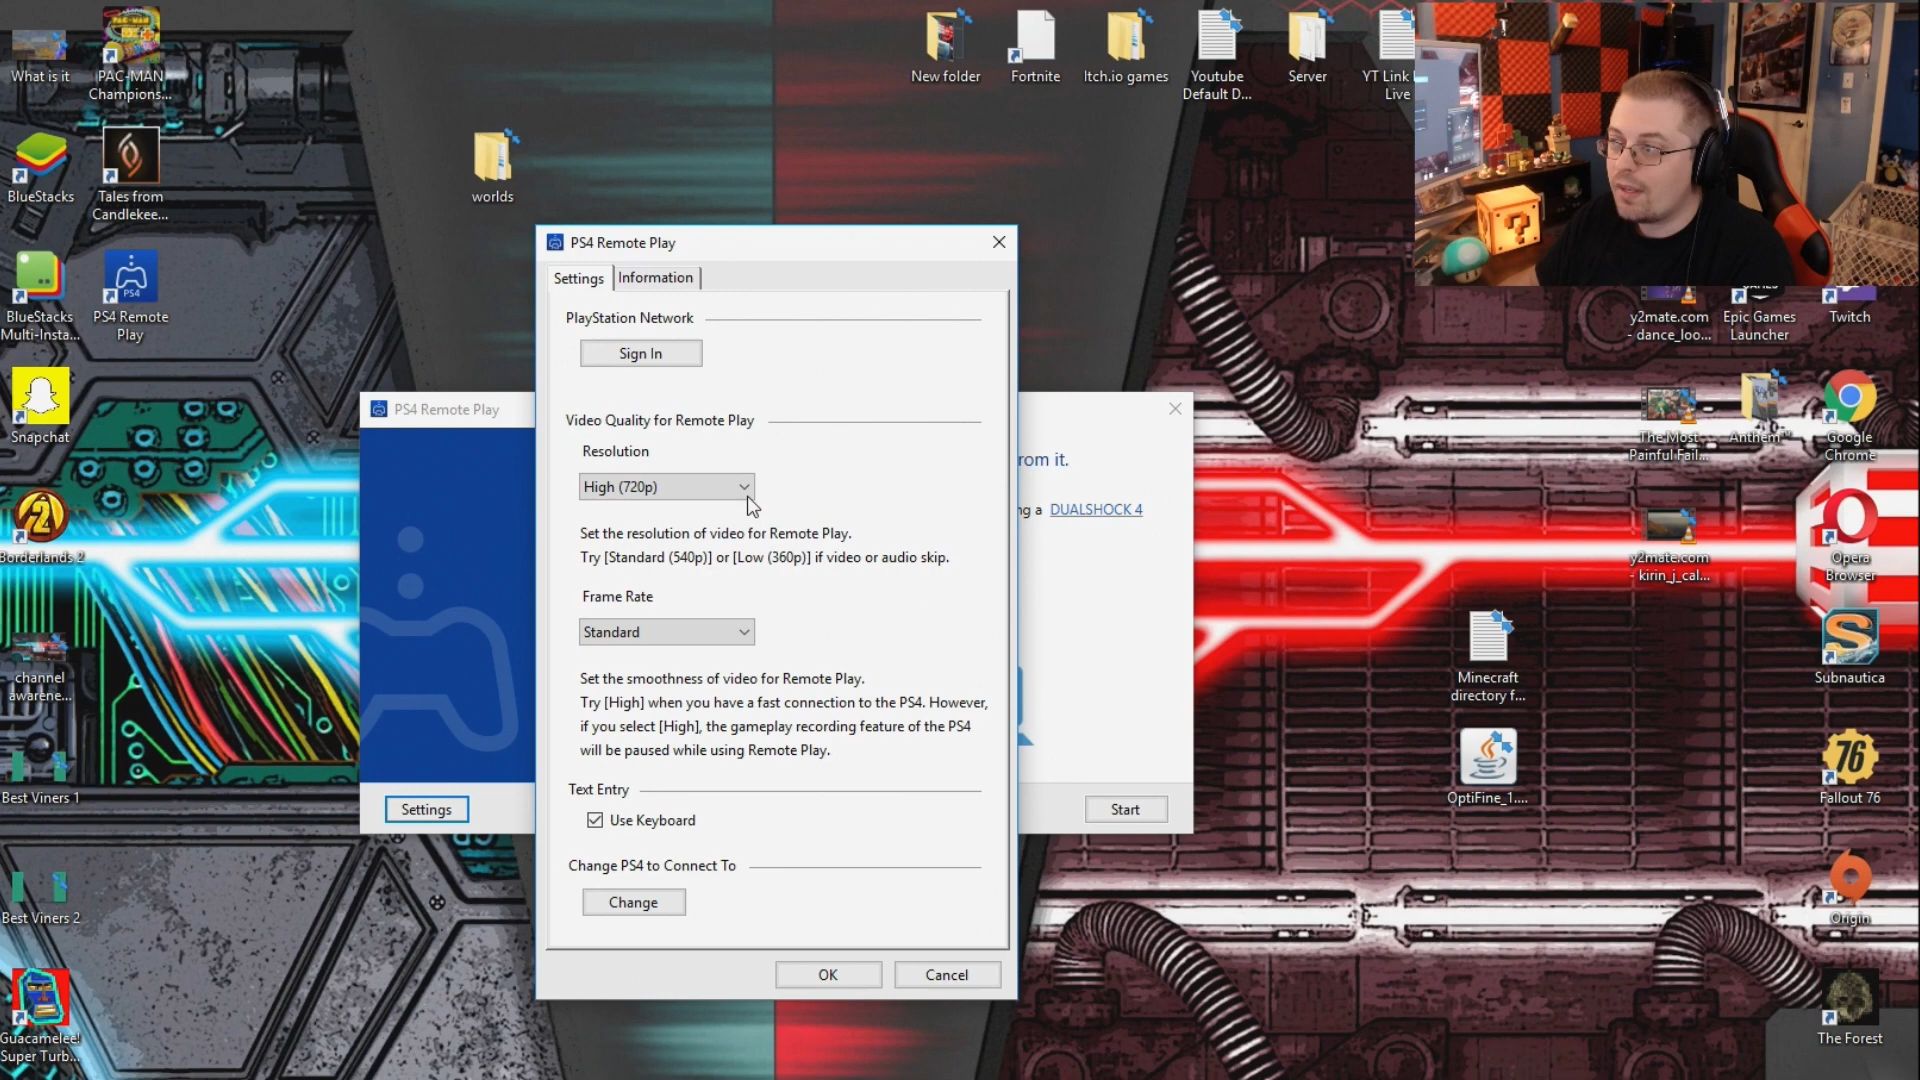 What is it
PAC-MAN
Champions...
New folder
Fortnite
Itch.io games
Youtube
Default D...
Server
YT Link
Live
BlueStacks
Tales from
Candlekee...
worlds
BlueStacks
Multi-Insta...
PS4
PS4 Remote
Play
Snapchat
Borderlands 2
channel
awarene...
Best Viners 1
Best Viners 2
Guacamelee!
Super Turb...
PS4 Remote Play
Settings
Information
PlayStation Network
Sign In
Video Quality for Remote Play
Resolution
High (720p)
Set the resolution of video for Remote Play.
Try [Standard (540p)] or [Low (360p)] if video or audio skip.
Frame Rate
Standard
Set the smoothness of video for Remote Play.
Try [High] when you have a fast connection to the PS4. However,
if you select [High], the gameplay recording feature of the PS4
will be paused while using Remote Play.
Text Entry
Use Keyboard
Change PS4 to Connect To
Change
OK
Cancel
PS4 Remote Play
rom it.
ng a DUALSHOCK 4
Settings
Start
y2mate.com
- dance_loo...
Epic Games
Launcher
Twitch
The Most
Painful Fail...
Anthem™
Google
Chrome
y2mate.com
- kirin_j_cal...
Opera
Browser
Minecraft
directory f...
Subnautica
OptiFine_1....
76
Fallout 76
Origin
The Forest